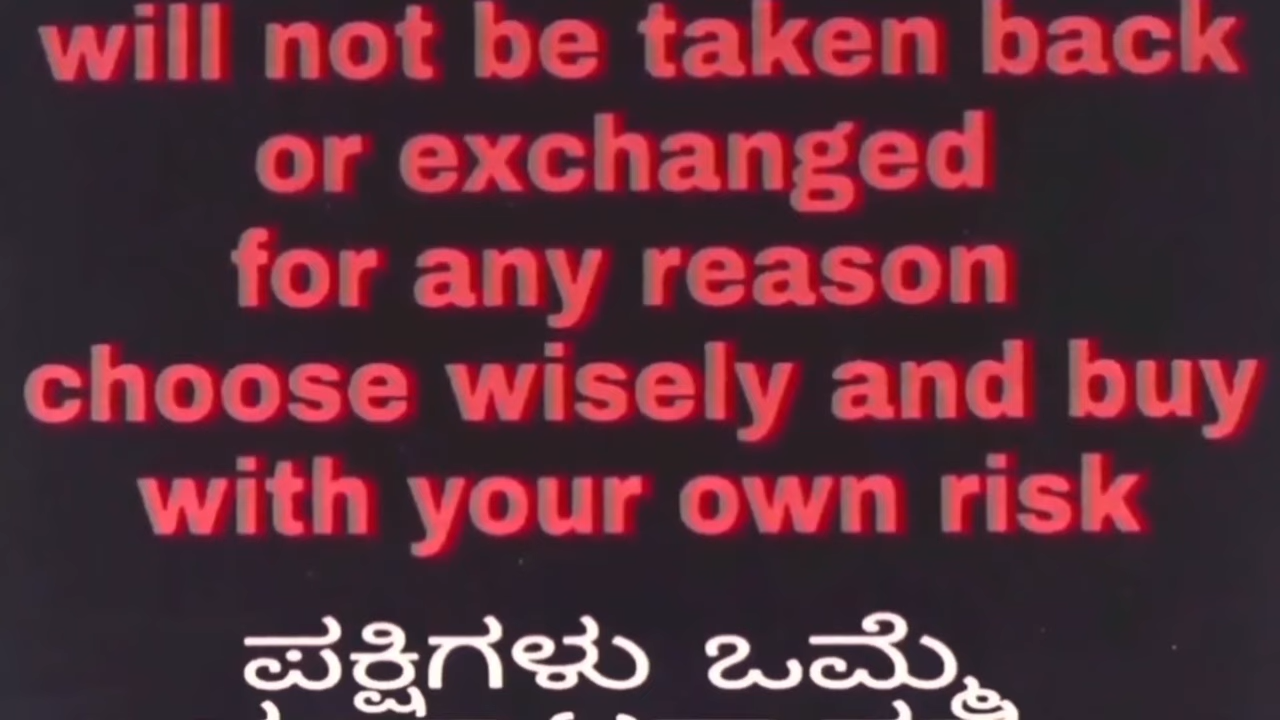 will not be taken back
or exchanged
for any reason
choose wisely and buy
with your own risk
ಪಕ್ಷಿಗಳು ಒಮ್ಮೆ